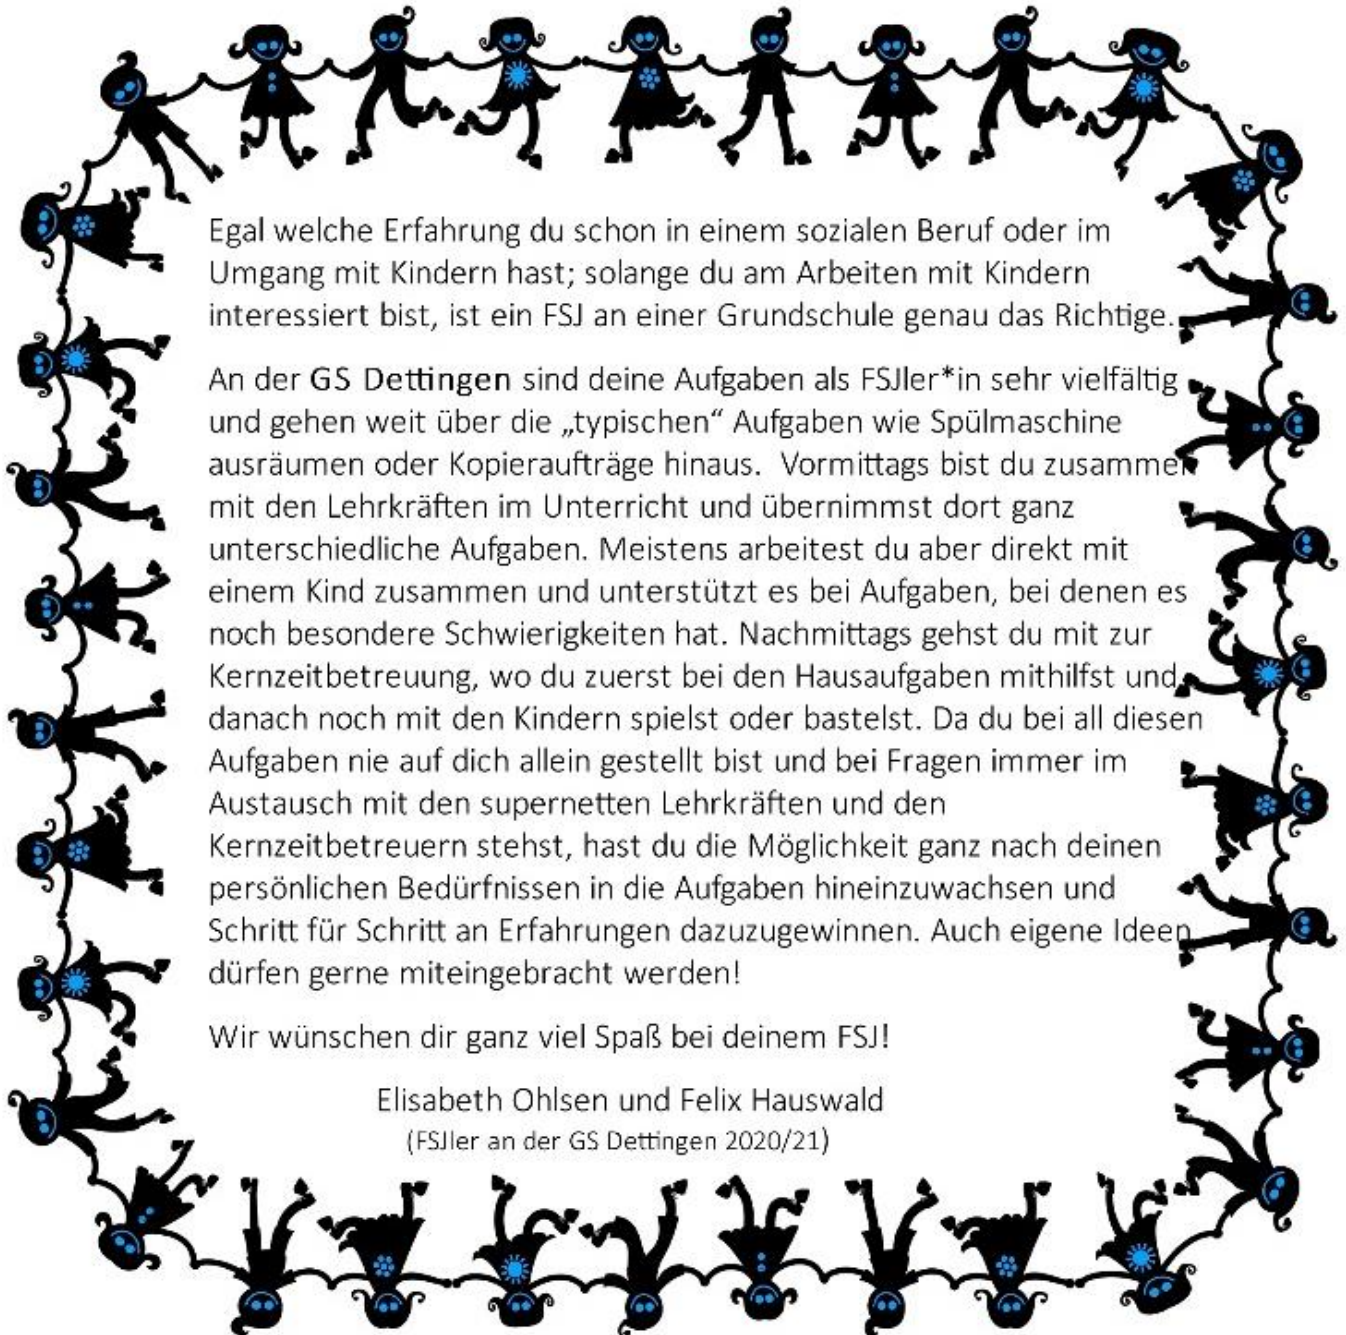 Egal welche Erfahrung du schon in einem sozialen Beruf oder im
Umgang mit Kindern hast; solange du am Arbeiten mit Kindern
interessiert bist, ist ein FSJ an einer Grundschule genau das Richtige.
An der GS Dettingen sind deine Aufgaben als FSJler*in sehr vielfältig
und gehen weit über die „typischen“ Aufgaben wie Spülmaschine
ausräumen oder Kopieraufträge hinaus.  Vormittags bist du zusammen
mit den Lehrkräften im Unterricht und übernimmst dort ganz
unterschiedliche Aufgaben. Meistens arbeitest du aber direkt mit
einem Kind zusammen und unterstützt es bei Aufgaben, bei denen es
noch besondere Schwierigkeiten hat. Nachmittags gehst du mit zur
Kernzeitbetreuung, wo du zuerst bei den Hausaufgaben mithilfst und
danach noch mit den Kindern spielst oder bastelst. Da du bei all diesen
Aufgaben nie auf dich allein gestellt bist und bei Fragen immer im
Austausch mit den supernetten Lehrkräften und den
Kernzeitbetreuern stehst, hast du die Möglichkeit ganz nach deinen
persönlichen Bedürfnissen in die Aufgaben hineinzuwachsen und
Schritt für Schritt an Erfahrungen dazuzugewinnen. Auch eigene Ideen
dürfen gerne miteingebracht werden!
Wir wünschen dir ganz viel Spaß bei deinem FSJ!
Elisabeth Ohlsen und Felix Hauswald
(FSJler an der GS Dettingen 2020/21)